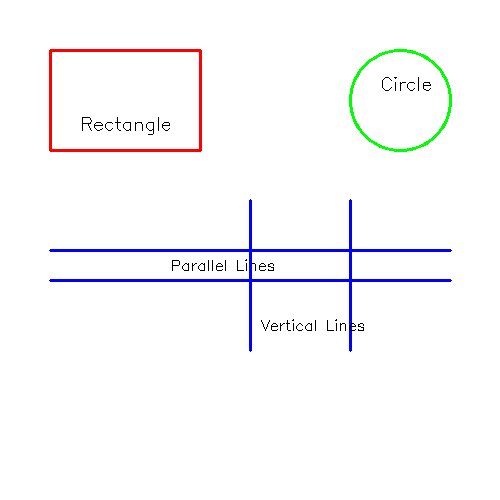 Circle
Rectangle
Parallel Lines
Vertical Lines